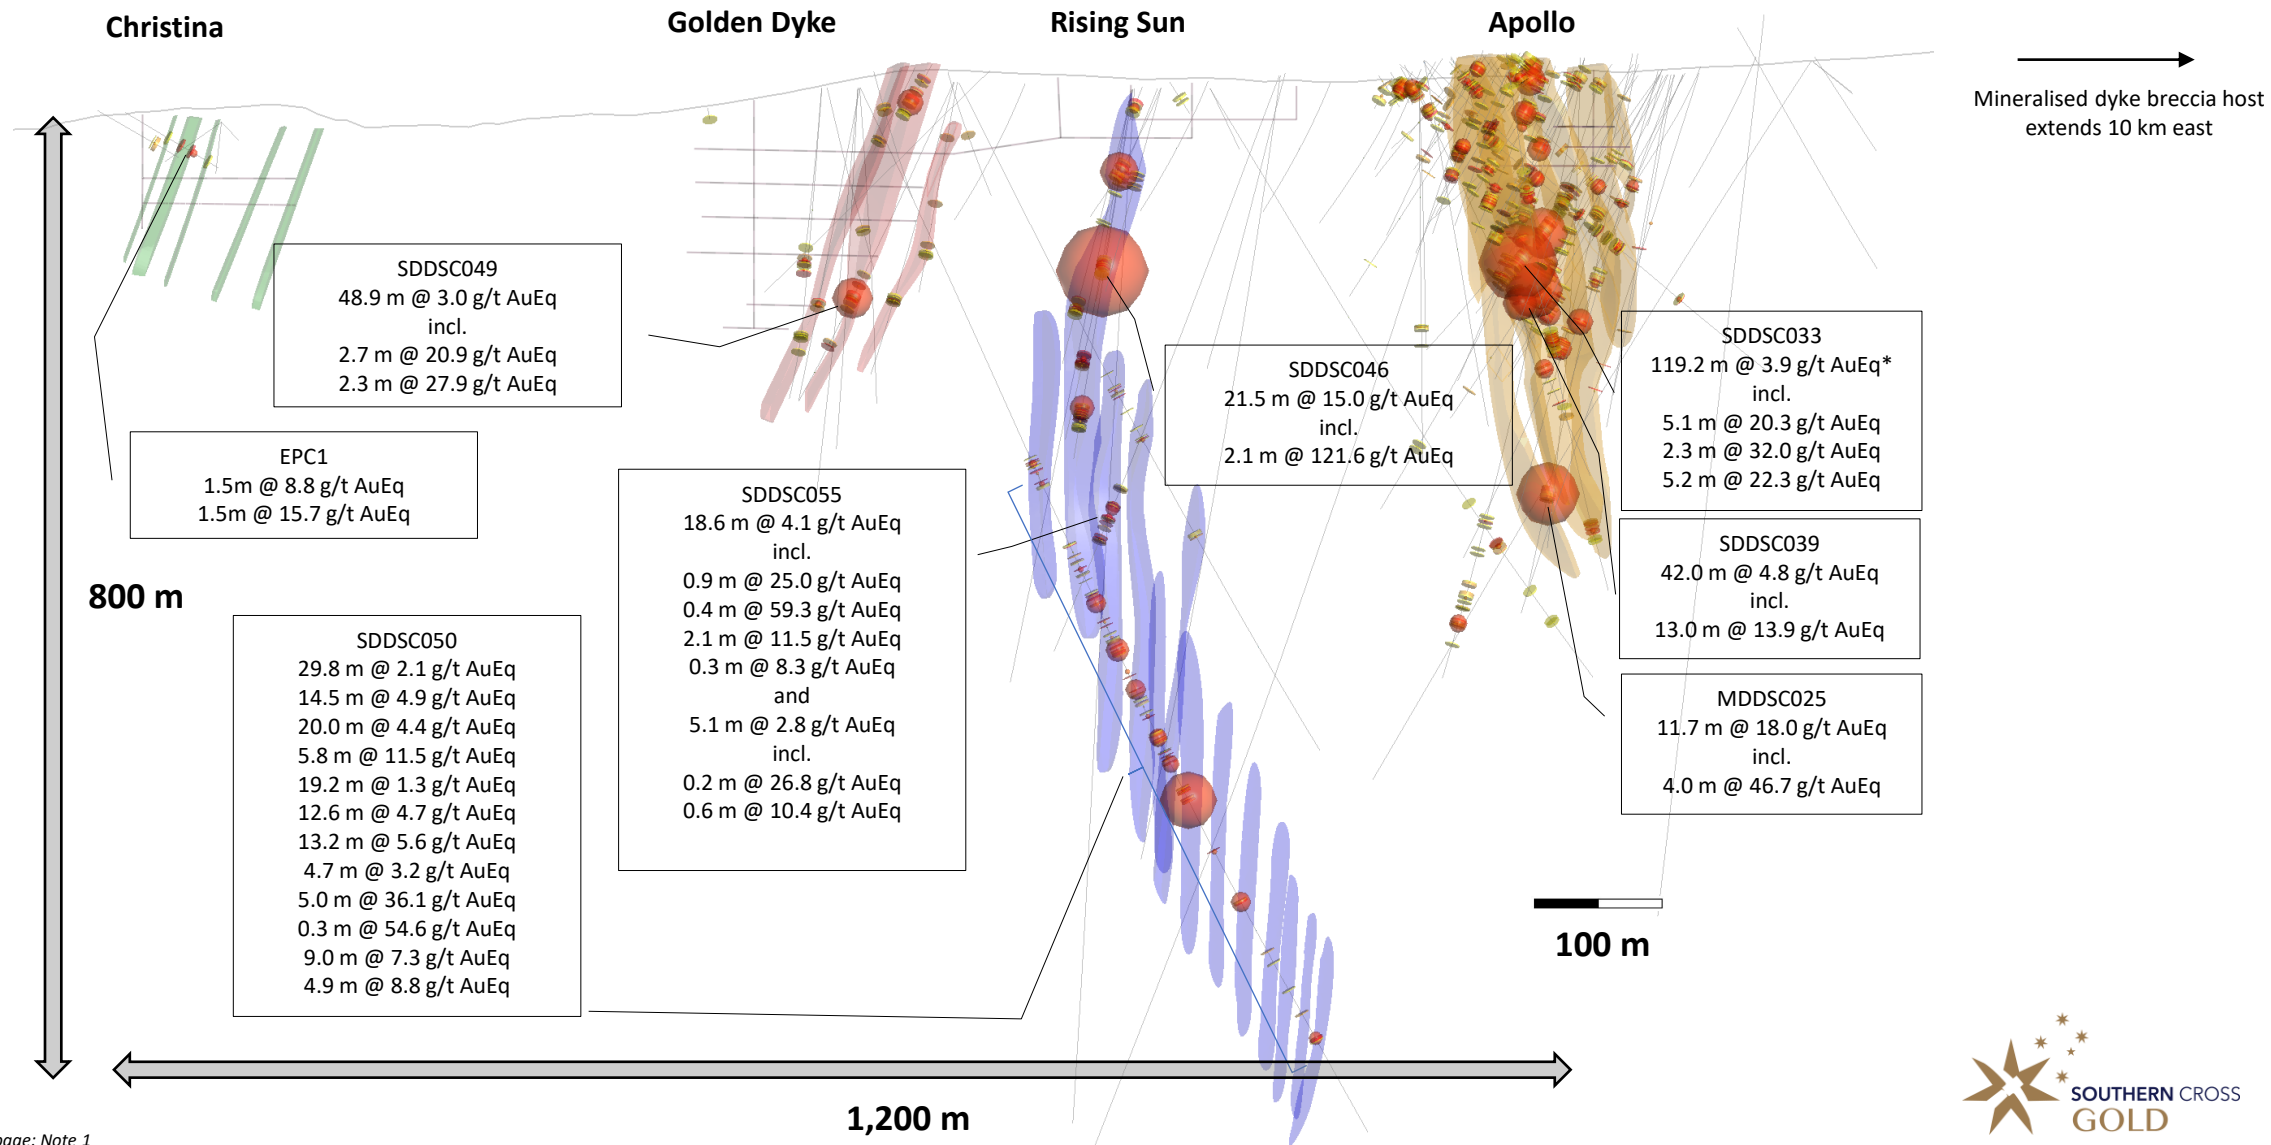 Christina
Golden Dyke
Rising Sun
Apollo
Mineralised dyke breccia host
extends 10 km east
SDDSC049
48.9 m @ 3.0 g/t AuEq
incl.
2.7 m @ 20.9 g/t AuEq
2.3 m @ 27.9 g/t AuEq
EPC1
1.5m @ 8.8 g/t AuEq
1.5m @ 15.7 g/t AuEq
800 m
SDDSC050
29.8 m @ 2.1 g/t AuEq
14.5 m @ 4.9 g/t AuEq
20.0 m @ 4.4 g/t AuEq
5.8 m @ 11.5 g/t AuEq
19.2 m @ 1.3 g/t AuEq
12.6 m @ 4.7 g/t AuEq
13.2 m @ 5.6 g/t AuEq
4.7 m @ 3.2 g/t AuEq
5.0 m @ 36.1 g/t AuEq
0.3 m @ 54.6 g/t AuEq
9.0 m @ 7.3 g/t AuEq
4.9 m @ 8.8 g/t AuEq
SDDSC055
18.6 m @ 4.1 g/t AuEq
incl.
0.9 m @ 25.0 g/t AuEq
0.4 m @ 59.3 g/t AuEq
2.1 m @ 11.5 g/t AuEq
0.3 m @ 8.3 g/t AuEq
and
5.1 m @ 2.8 g/t AuEq
incl.
0.2 m @ 26.8 g/t AuEq
0.6 m @ 10.4 g/t AuEq
SDDSC046
21.5 m @ 15.0 g/t AuEq
incl.
2.1 m @ 121.6 g/t AuEq
SDDSC033
119.2 m @ 3.9 g/t AuEq*
incl.
5.1 m @ 20.3 g/t AuEq
2.3 m @ 32.0 g/t AuEq
5.2 m @ 22.3 g/t AuEq
SDDSC039
42.0 m @ 4.8 g/t AuEq
incl.
13.0 m @ 13.9 g/t AuEq
MDDSC025
11.7 m @ 18.0 g/t AuEq
incl.
4.0 m @ 46.7 g/t AuEq
100 m
1,200 m
SOUTHERN CROSS
GOLD
page: Note 1